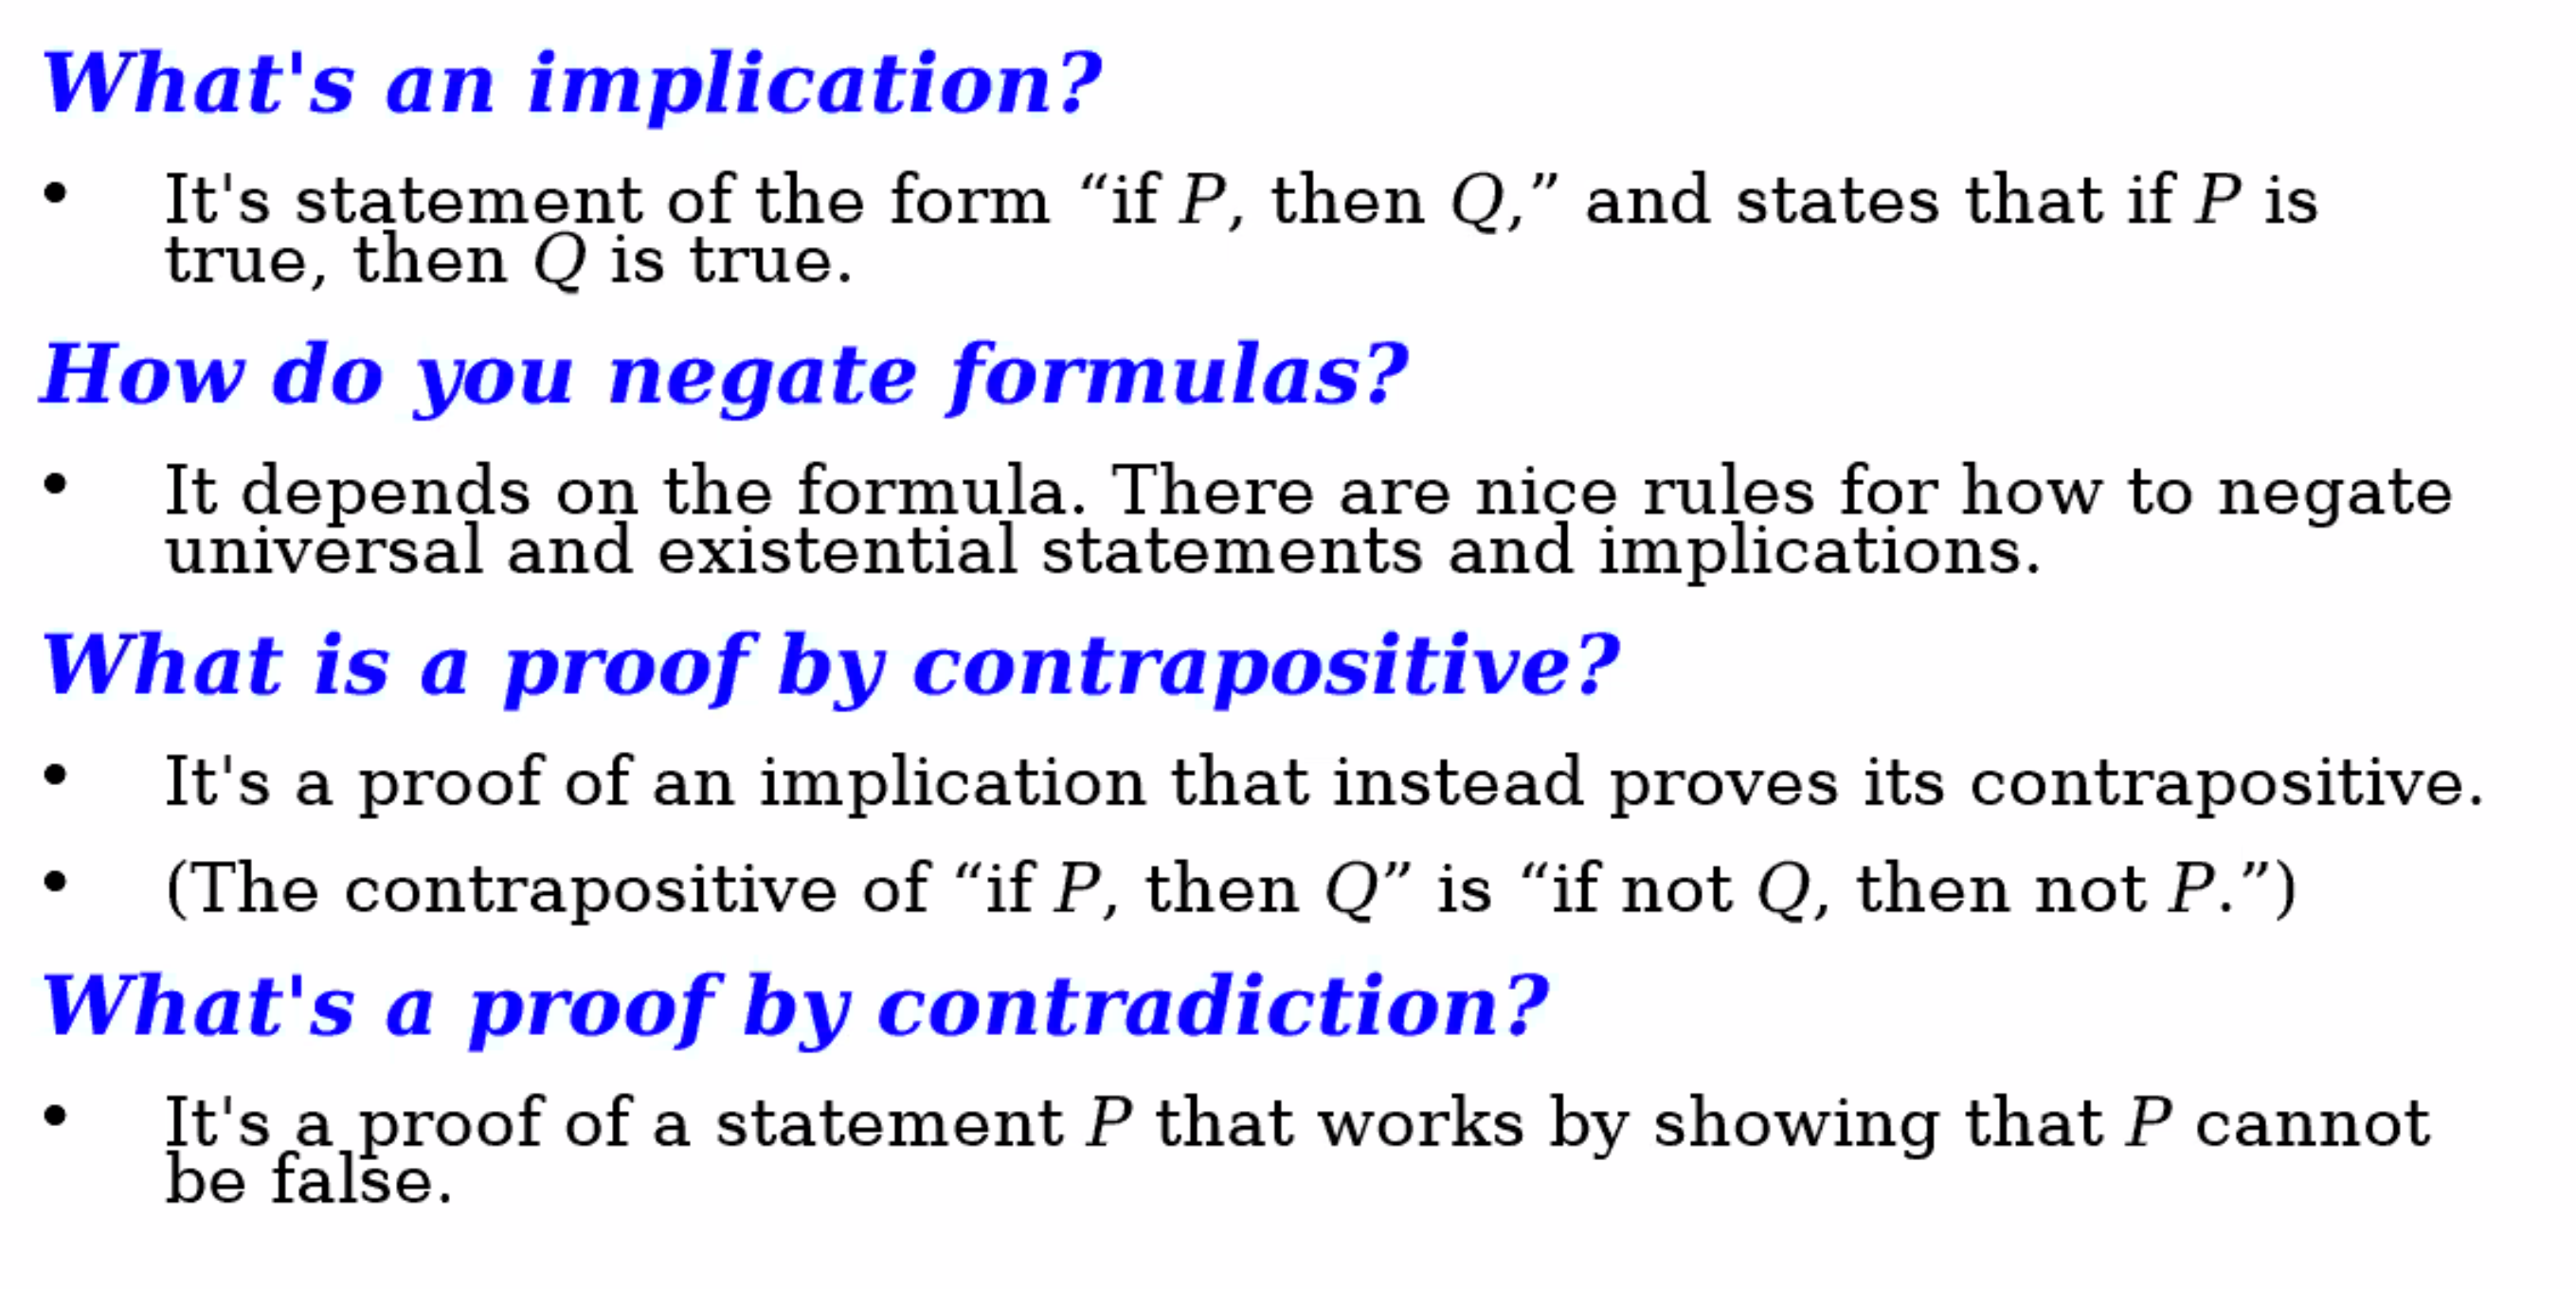 What's an implication?
• It's statement of the form “if P, then Q,” and states that if P is
true, then Q is true.
How do you negate formulas?
• It depends on the formula. There are nice rules for how to negate
universal and existential statements and implications.
What is a proof by contrapositive?
• It's a proof of an implication that instead proves its contrapositive.
• (The contrapositive of “if P, then Q” is “if not Q, then not P.”)
What's a proof by contradiction?
• It's a proof of a statement P that works by showing that P cannot
be false.